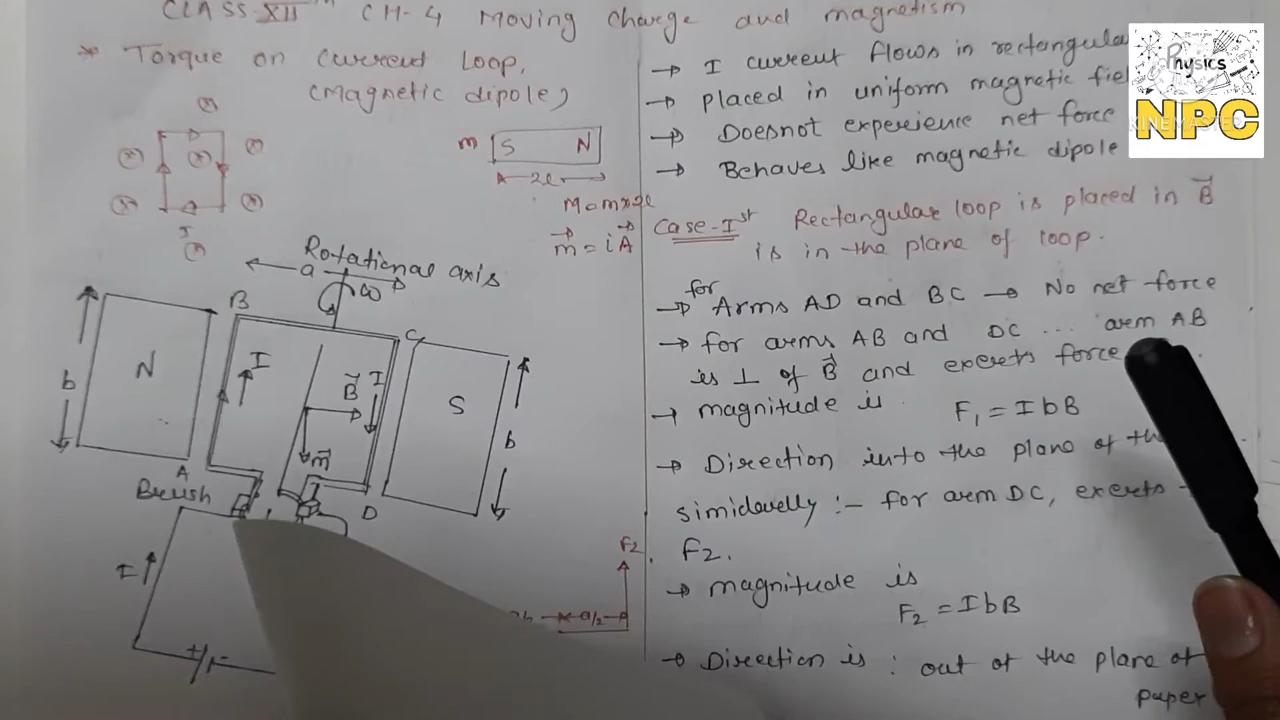 CLASS-XII CH-4 Moving Charge and magnetism
* Torque on Current Loop,
(Magnetic dipole)
m S N
2l
M = m×2l
m = iA
I
Rotational axis
a
ω
B
C
N
I
B
I
S
b
b
m
A
Brush
D
I
+ -
F2
a/2
→ I current flows in rectangular
→ placed in uniform magnetic fiel
→ Doesnot experience net force
→ Behaves like magnetic dipole
Case-Ist Rectangular loop is placed in B
is in the plane of loop.
→ for Arms AD and BC → No net force
→ for arms AB and DC ... arm AB
is ⊥ of B and exerts force
→ magnitude is F1 = IbB
→ Direction into the plane of the
simidarelly :- for arm DC, exerts
F2.
→ magnitude is
F2 = IbB
→ Direction is : out of the plane of
paper
Physics
NPC
KINEMASTER